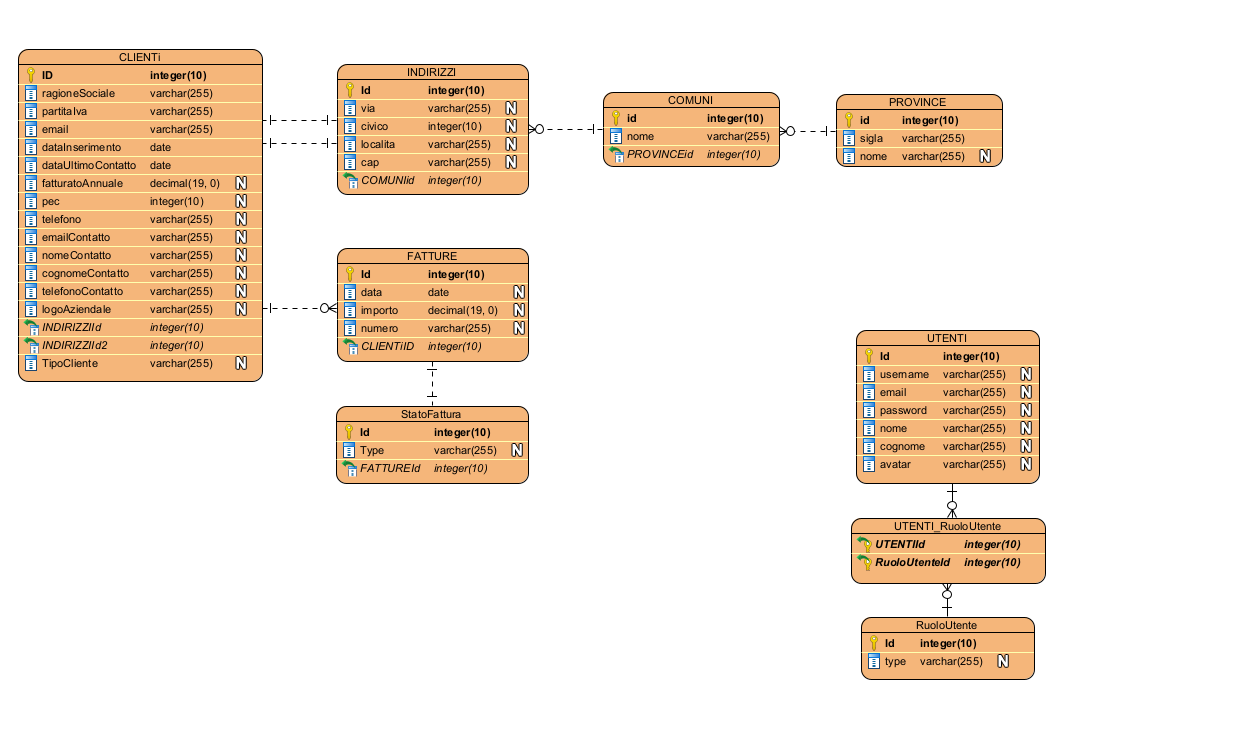 CLIENTi
ID integer(10)
ragioneSociale varchar(255)
partitaIva varchar(255)
email varchar(255)
dataInserimento date
dataUltimoContatto date
fatturatoAnnuale decimal(19, 0) N
pec integer(10) N
telefono varchar(255) N
emailContatto varchar(255) N
nomeContatto varchar(255) N
cognomeContatto varchar(255) N
telefonoContatto varchar(255) N
logoAziendale varchar(255) N
INDIRIZZIId integer(10)
INDIRIZZIId2 integer(10)
TipoCliente varchar(255) N
INDIRIZZI
Id integer(10)
via varchar(255) N
civico integer(10) N
localita varchar(255) N
cap varchar(255) N
COMUNIid integer(10)
COMUNI
id integer(10)
nome varchar(255)
PROVINCEid integer(10)
PROVINCE
id integer(10)
sigla varchar(255)
nome varchar(255) N
FATTURE
Id integer(10)
data date N
importo decimal(19, 0) N
numero varchar(255) N
CLIENTiID integer(10)
StatoFattura
Id integer(10)
Type varchar(255) N
FATTUREId integer(10)
UTENTI
Id integer(10)
username varchar(255) N
email varchar(255) N
password varchar(255) N
nome varchar(255) N
cognome varchar(255) N
avatar varchar(255) N
UTENTI_RuoloUtente
UTENTIId integer(10)
RuoloUtenteId integer(10)
RuoloUtente
Id integer(10)
type varchar(255) N